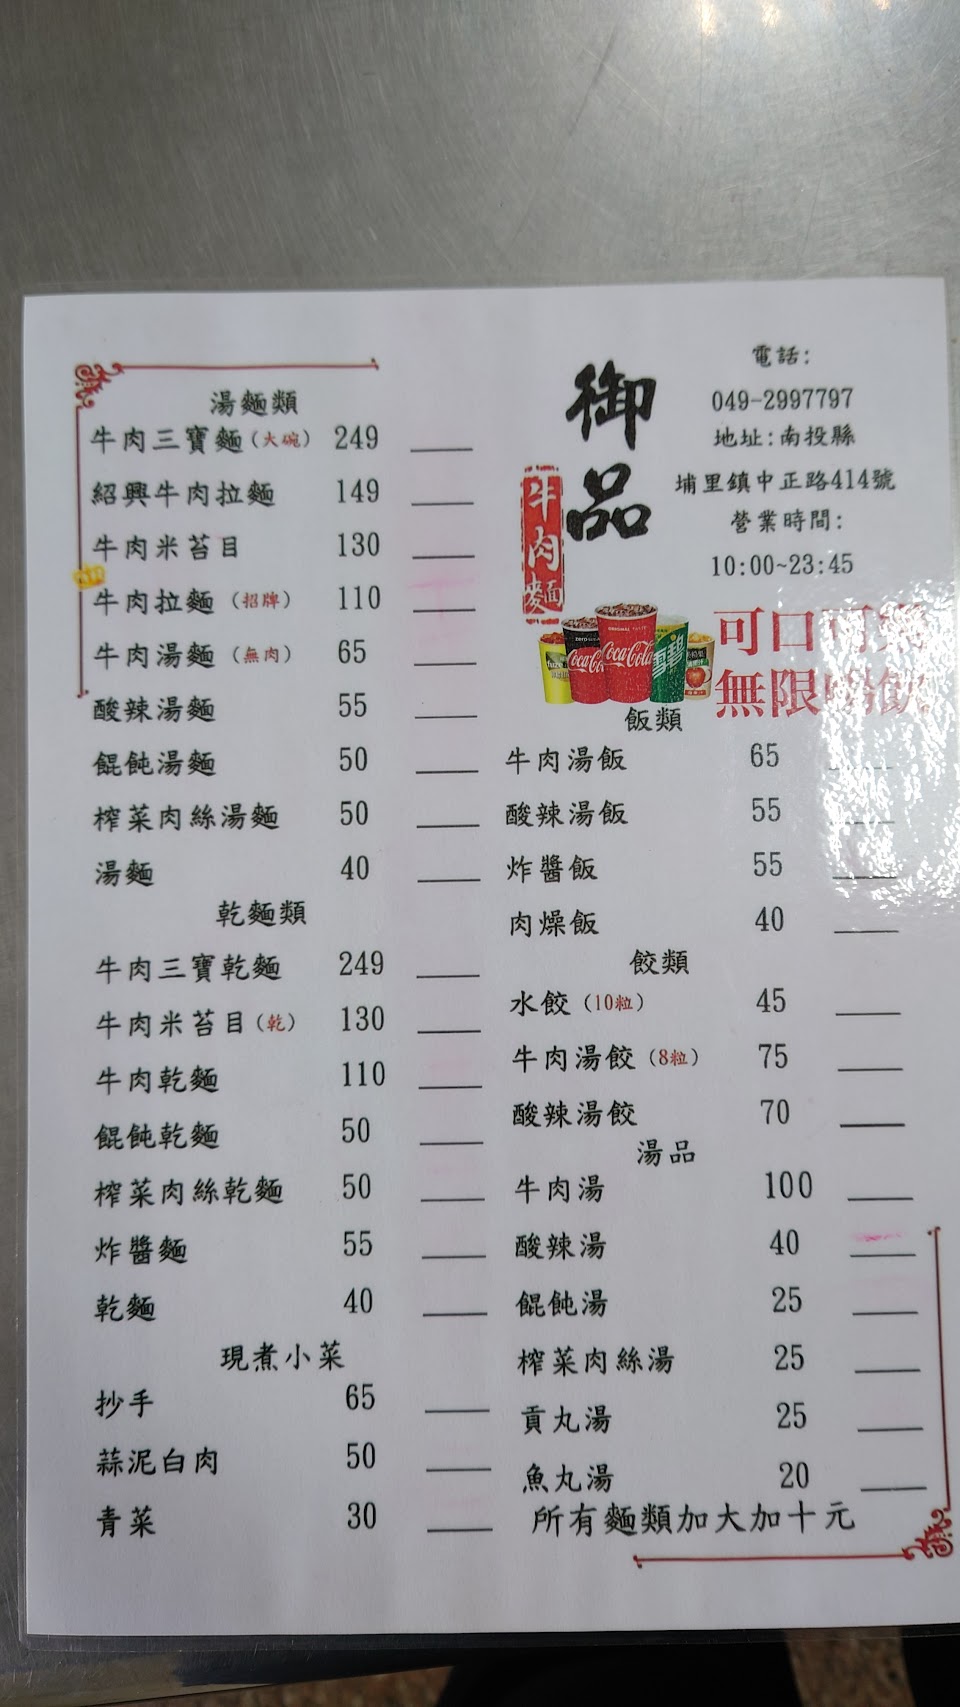 湯麵類
牛肉三寶麵(大碗) 249
紹興牛肉拉麵 149
牛肉米苔目 130
牛肉拉麵(招牌) 110
牛肉湯麵(無肉) 65
酸辣湯麵 55
餛飩湯麵 50
榨菜肉絲湯麵 50
湯麵 40
乾麵類
牛肉三寶乾麵 249
牛肉米苔目(乾) 130
牛肉乾麵 110
餛飩乾麵 50
榨菜肉絲乾麵 50
炸醬麵 55
乾麵 40
現煮小菜
抄手 65
蒜泥白肉 50
青菜 30
御品
牛肉麵
電話:
049-2997797
地址:南投縣
埔里鎮中正路414號
營業時間:
10:00~23:45
Coca-Cola
雪碧
可口可樂
無限暢飲
飯類
牛肉湯飯 65
酸辣湯飯 55
炸醬飯 55
肉燥飯 40
餃類
水餃(10粒) 45
牛肉湯餃(8粒) 75
酸辣湯餃 70
湯品
牛肉湯 100
酸辣湯 40
餛飩湯 25
榨菜肉絲湯 25
貢丸湯 25
魚丸湯 20
所有麵類加大加十元